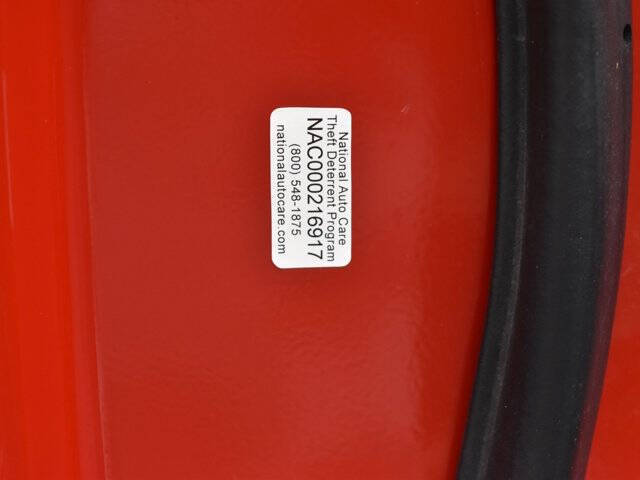 National Auto Care
Theft Deterrent Program
NAC000216917
(800) 548-1875
nationalautocare.com